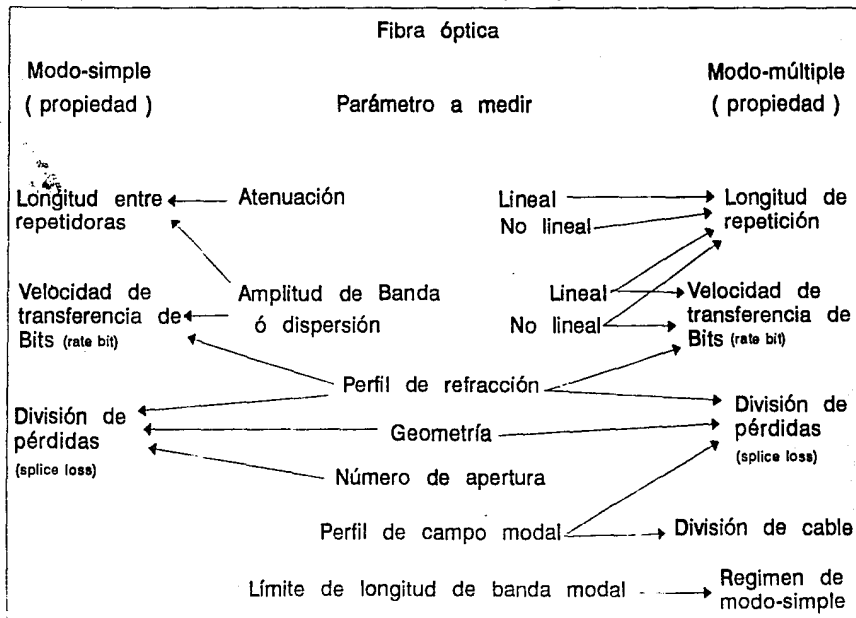 Fibra óptica
Modo-simple
( propiedad )
Parámetro a medir
Modo-múltiple
( propiedad )
Longitud entre
repetidoras
Atenuación
Lineal
No lineal
Longitud de
repetición
Velocidad de
transferencia de
Bits (rate bit)
Amplitud de Banda
ó dispersión
Lineal
No lineal
Velocidad de
transferencia de
Bits (rate bit)
Perfil de refracción
División de
pérdidas
(splice loss)
Geometría
División de
pérdidas
(splice loss)
Número de apertura
Perfil de campo modal
División de cable
Límite de longitud de banda modal
Regimen de
modo-simple